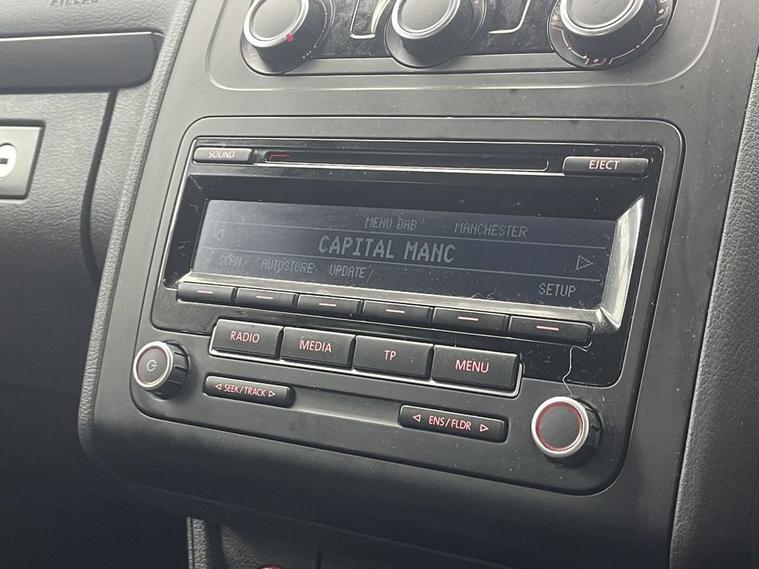 SOUND
EJECT
MENU DAB MANCHESTER
CAPITAL MANC
SCAN AUTOSTORE UPDATE SETUP
RADIO MEDIA TP MENU
SEEK/TRACK
ENS/FLDR